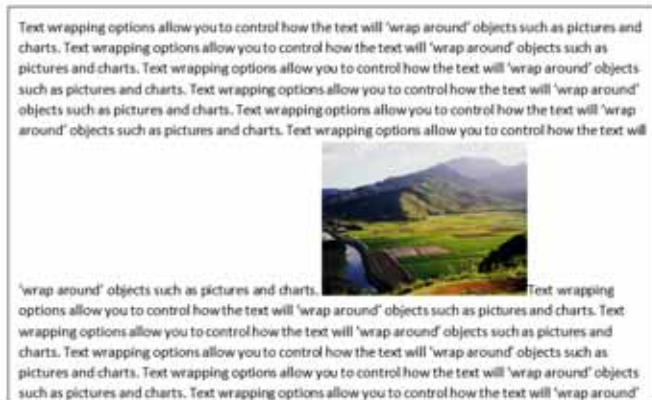 Text wrapping options allow you to control how the text will 'wrap around' objects such as pictures and
charts. Text wrapping options allow you to control how the text will 'wrap around' objects such as
pictures and charts. Text wrapping options allow you to control how the text will 'wrap around' objects
such as pictures and charts. Text wrapping options allow you to control how the text will 'wrap around'
objects such as pictures and charts. Text wrapping options allow you to control how the text will 'wrap
around' objects such as pictures and charts. Text wrapping options allow you to control how the text will
'wrap around' objects such as pictures and charts. Text wrapping
options allow you to control how the text will 'wrap around' objects such as pictures and charts. Text
wrapping options allow you to control how the text will 'wrap around' objects such as pictures and
charts. Text wrapping options allow you to control how the text will 'wrap around' objects such as
pictures and charts. Text wrapping options allow you to control how the text will 'wrap around' objects
such as pictures and charts. Text wrapping options allow you to control how the text will 'wrap around'